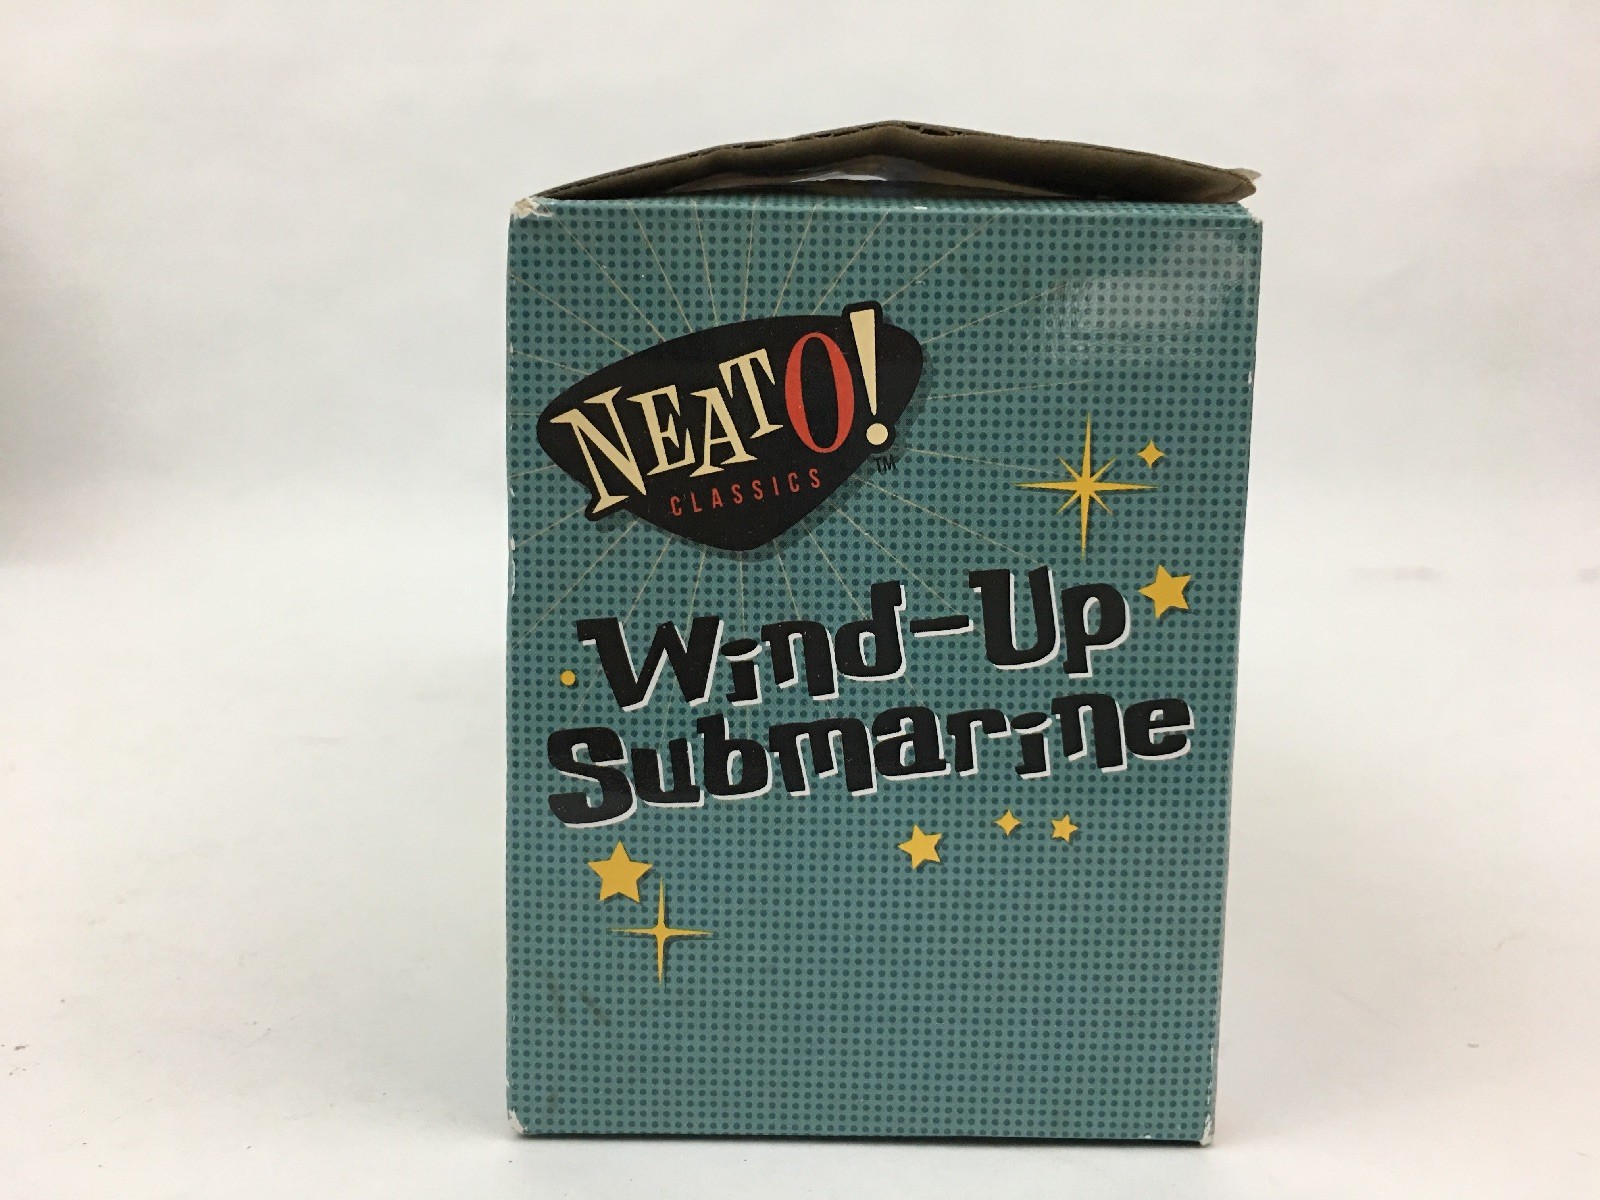 NEATO!
CLASSICS TM
Wind-Up
Submarine